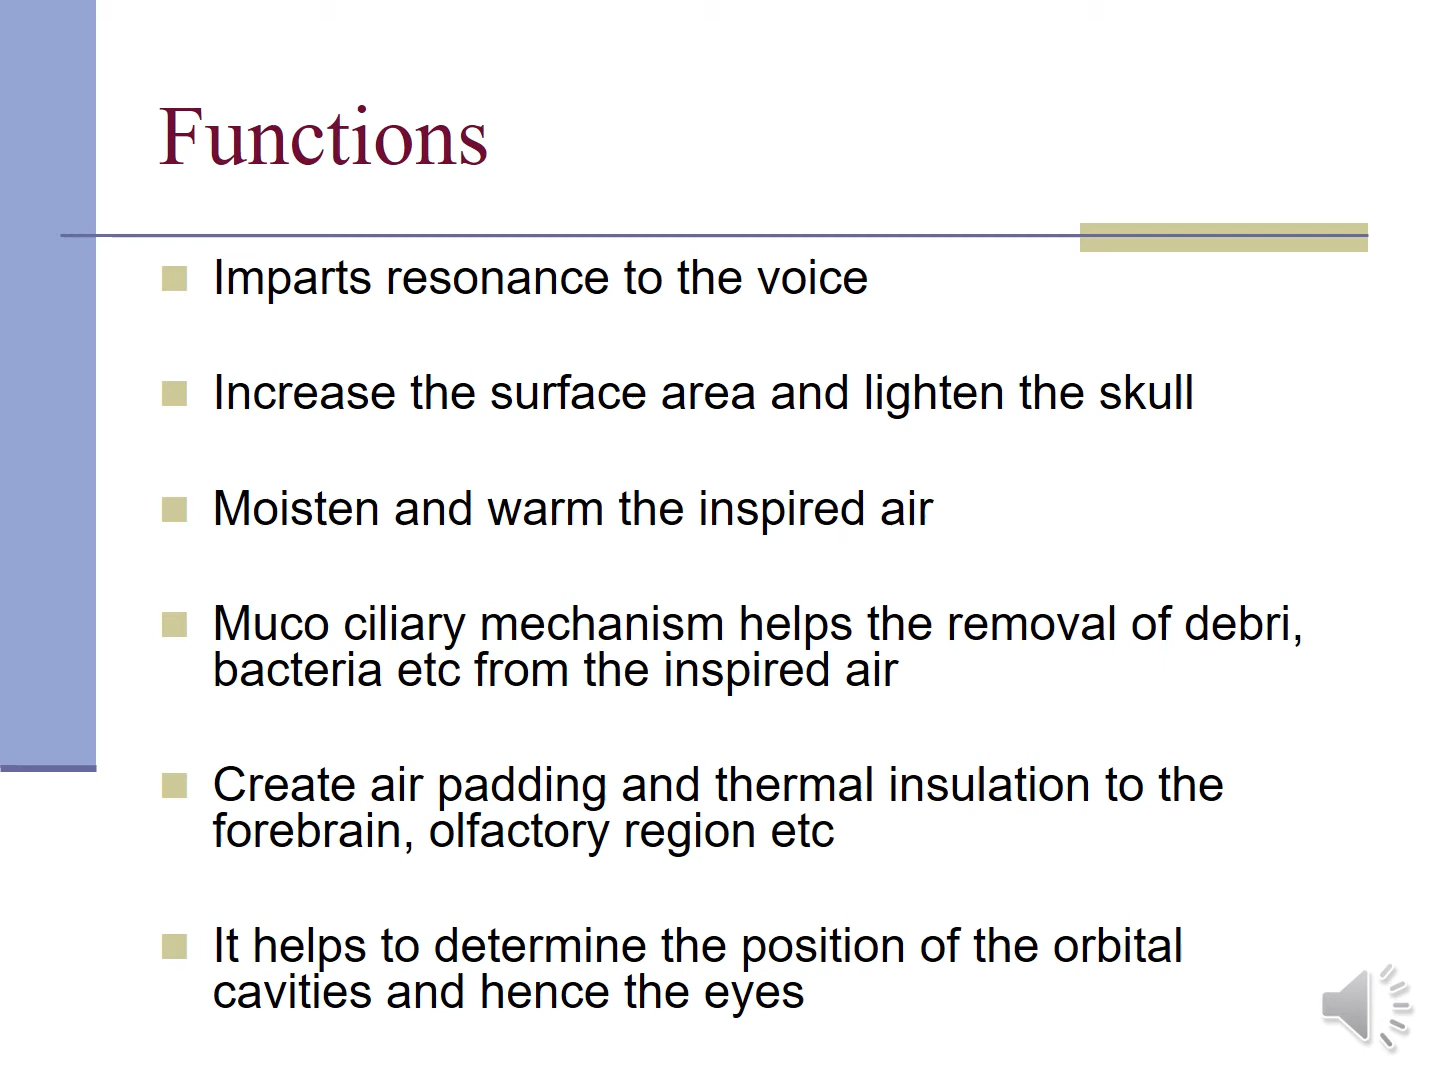 Functions
Imparts resonance to the voice
Increase the surface area and lighten the skull
Moisten and warm the inspired air
Muco ciliary mechanism helps the removal of debri,
bacteria etc from the inspired air
Create air padding and thermal insulation to the
forebrain, olfactory region etc
It helps to determine the position of the orbital
cavities and hence the eyes